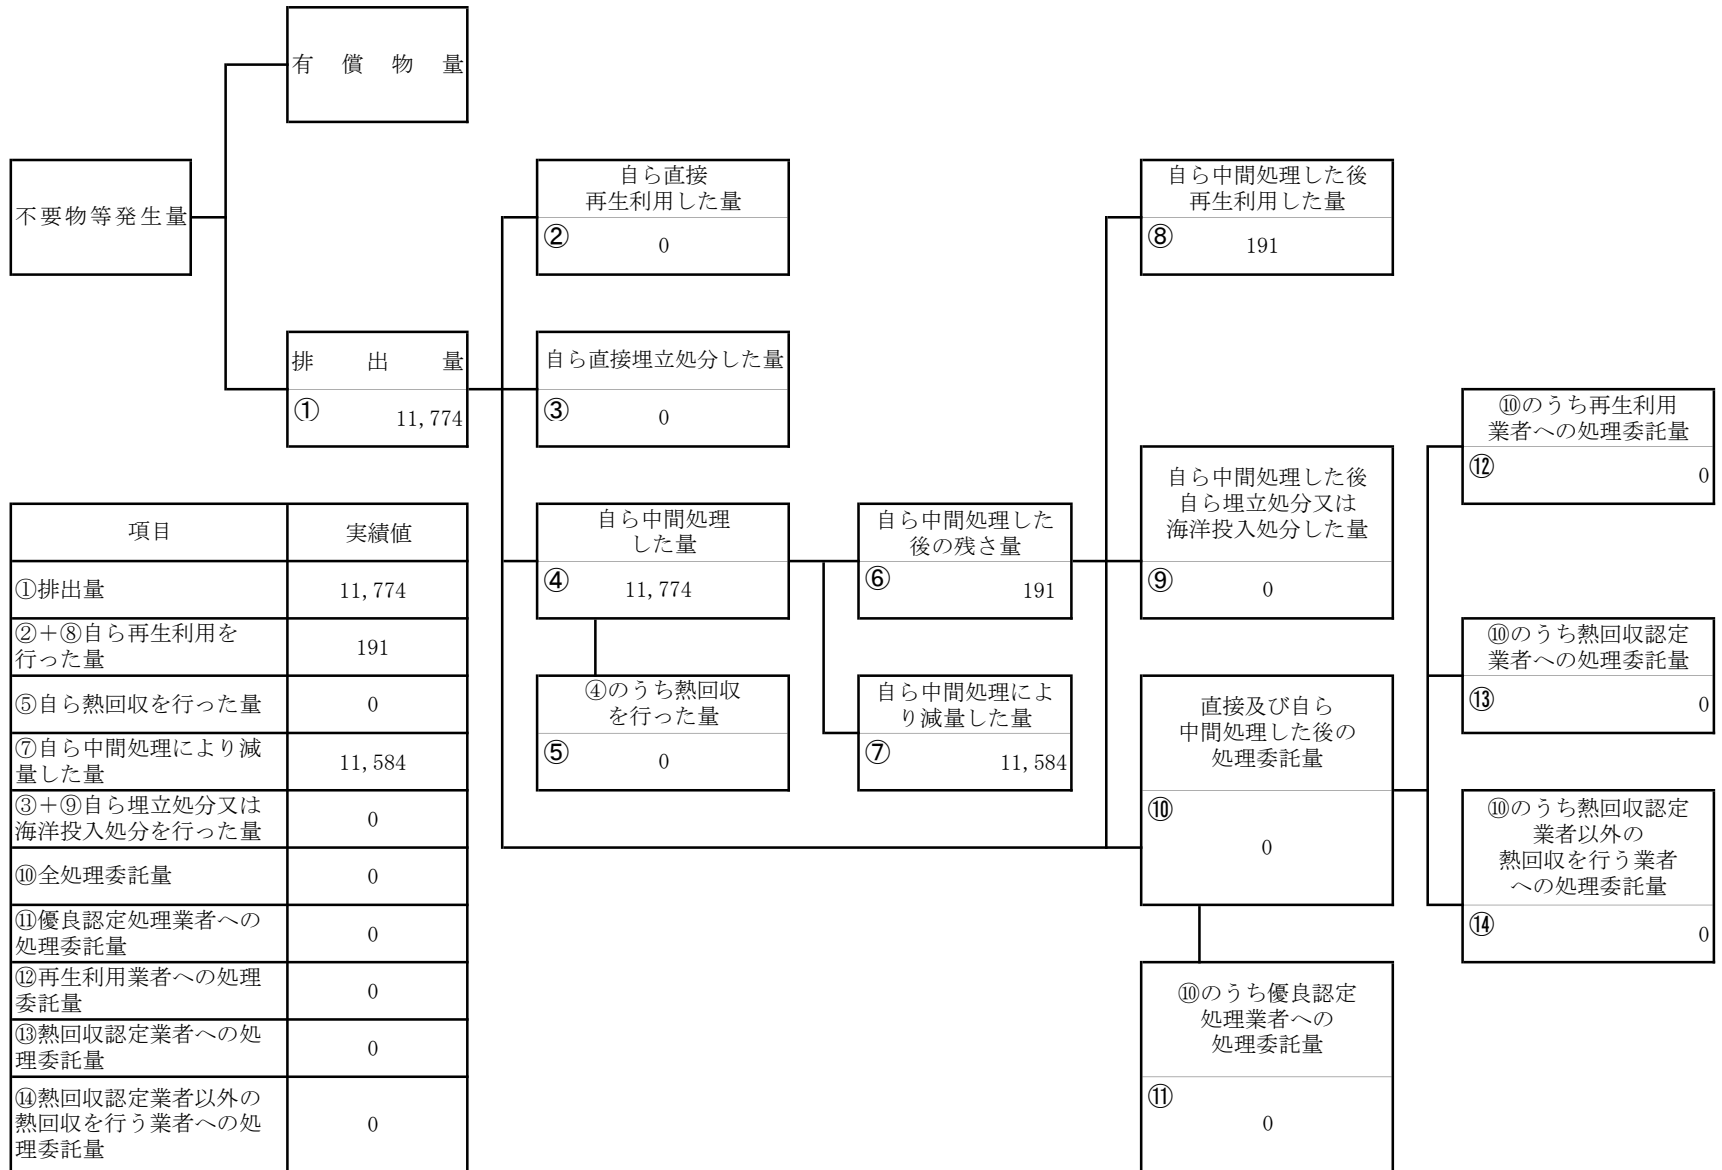 有償物量
不要物等発生量
自ら直接
再生利用した量
②
0
自ら中間処理した後
再生利用した量
⑧
191
排出量
①
11,774
自ら直接埋立処分した量
③
0
⑩のうち再生利用
業者への処理委託量
⑫
0
自ら中間処理
した量
④
11,774
自ら中間処理した
後の残さ量
⑥
191
自ら中間処理した後
自ら埋立処分又は
海洋投入処分した量
⑨
0
⑩のうち熱回収認定
業者への処理委託量
⑬
0
④のうち熱回収
を行った量
⑤
0
自ら中間処理によ
り減量した量
⑦
11,584
直接及び自ら
中間処理した後の
処理委託量
⑩
0
⑩のうち熱回収認定
業者以外の
熱回収を行う業者
への処理委託量
⑭
0
⑩のうち優良認定
処理業者への
処理委託量
⑪
0
項目 実績値
①排出量 11,774
②+⑧自ら再生利用を
行った量 191
⑤自ら熱回収を行った量 0
⑦自ら中間処理により減
量した量 11,584
③+⑨自ら埋立処分又は
海洋投入処分を行った量 0
⑩全処理委託量 0
⑪優良認定処理業者への
処理委託量 0
⑫再生利用業者への処理
委託量 0
⑬熱回収認定業者への処
理委託量 0
⑭熱回収認定業者以外の
熱回収を行う業者への処
理委託量 0